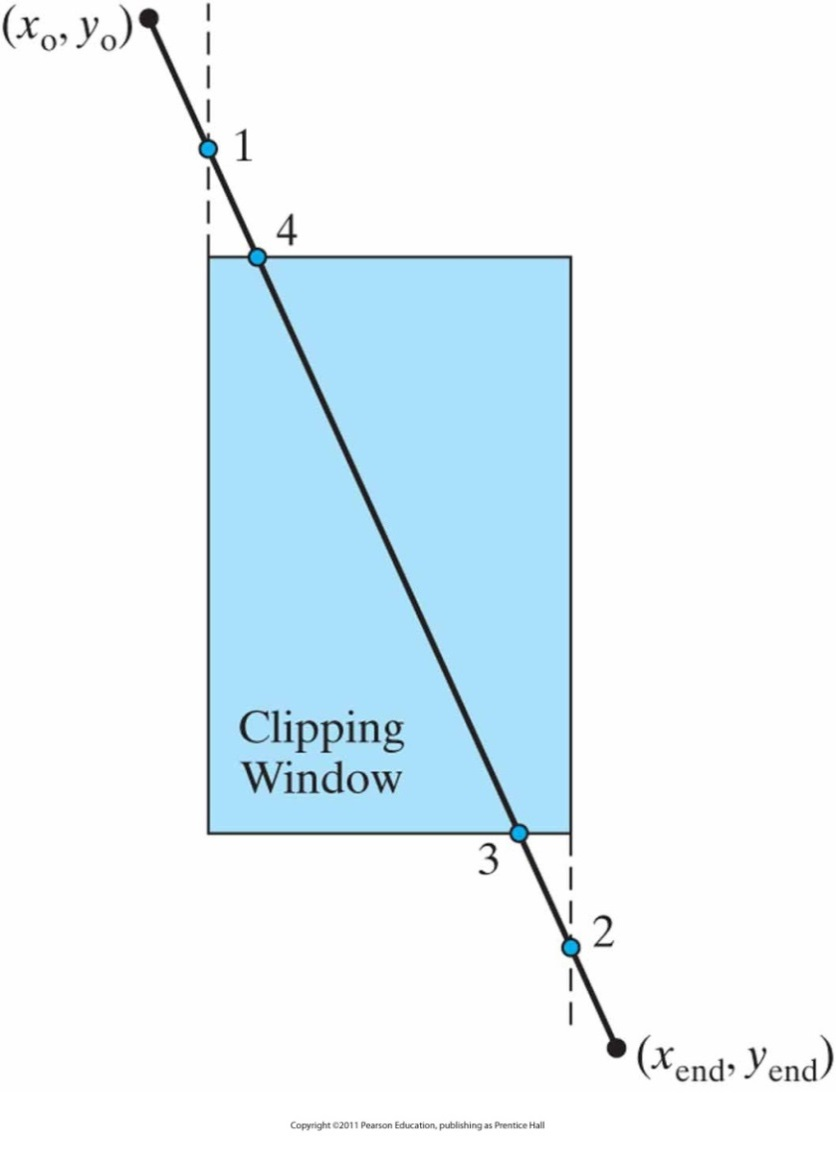 (xo, yo)
1
4
Clipping
Window
3
2
(xend, yend)
Copyright ©2011 Pearson Education, publishing as Prentice Hall